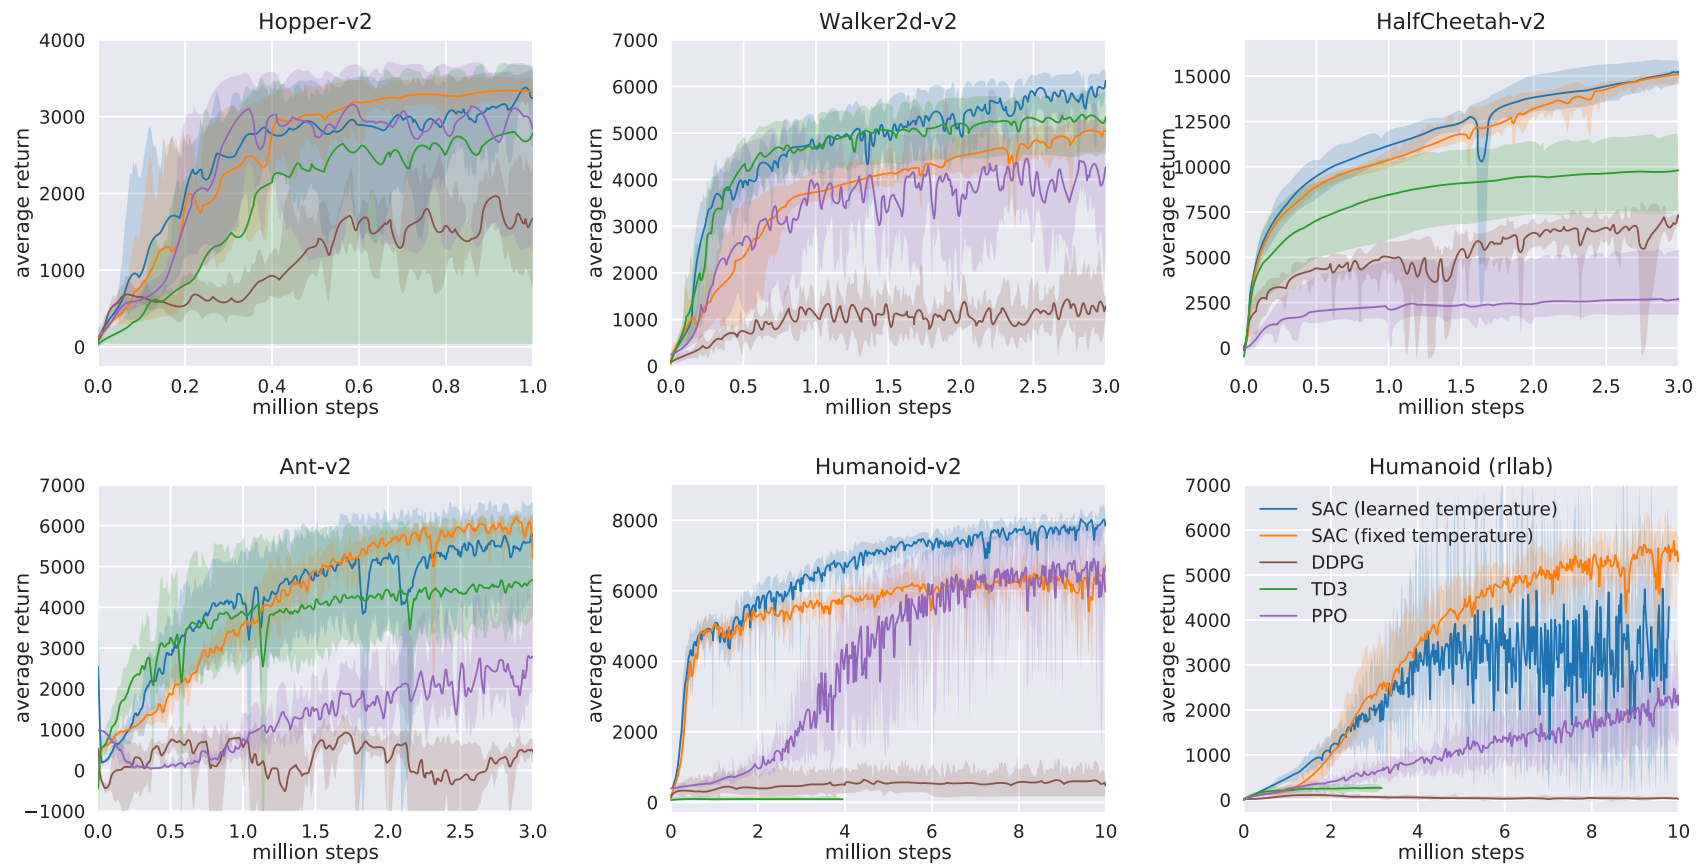 Hopper-v2
4000
3000
2000
1000
0
average return
0.0 0.2 0.4 0.6 0.8 1.0
million steps
Walker2d-v2
7000
6000
5000
4000
3000
2000
1000
0
average return
0.0 0.5 1.0 1.5 2.0 2.5 3.0
million steps
HalfCheetah-v2
15000
12500
10000
7500
5000
2500
0
average return
0.0 0.5 1.0 1.5 2.0 2.5 3.0
million steps
Ant-v2
7000
6000
5000
4000
3000
2000
1000
0
−1000
average return
0.0 0.5 1.0 1.5 2.0 2.5 3.0
million steps
Humanoid-v2
8000
6000
4000
2000
0
average return
0 2 4 6 8 10
million steps
Humanoid (rllab)
7000
6000
5000
4000
3000
2000
1000
0
average return
SAC (learned temperature)
SAC (fixed temperature)
DDPG
TD3
PPO
0 2 4 6 8 10
million steps